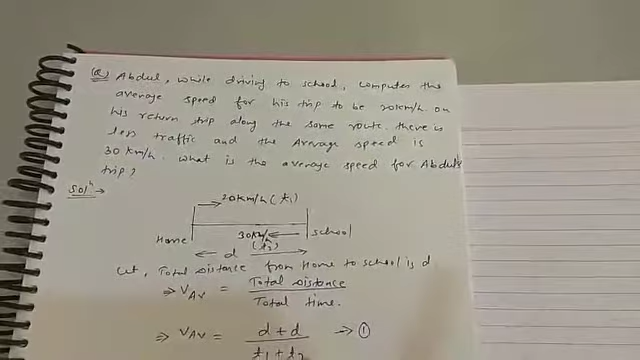 (Q) Abdul, while driving to school, computes the
average speed for his trip to be 20km/h. on
his return trip along the same route. there is
less traffic and the Average speed is
30 km/h. what is the average speed for Abdul's
trip?
Solⁿ →
20km/h (t₁)
Home
30km/h
(t₂)
school
d
Let, Total Distance from Home to school is d
⇒ VAV = Total Distance / Total time.
⇒ VAV = d + d / t₁ + t₂ → ①